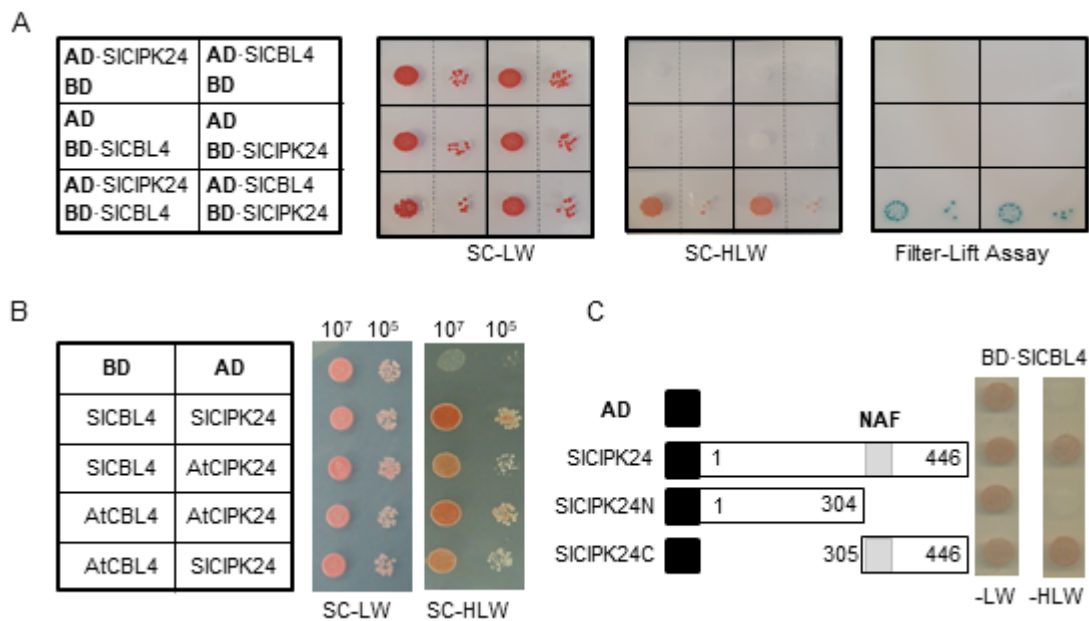 A
AD-SlCIPK24 AD-SlCBL4
BD BD
AD AD
BD-SlCBL4 BD-SlCIPK24
AD-SlCIPK24 AD-SlCBL4
BD-SlCBL4 BD-SlCIPK24
SC-LW SC-HLW Filter-Lift Assay
B
10⁷ 10⁵ 10⁷ 10⁵
BD AD
SlCBL4 SlCIPK24
SlCBL4 AtCIPK24
AtCBL4 AtCIPK24
AtCBL4 SlCIPK24
SC-LW SC-HLW
C
BD-SlCBL4
AD
NAF
SlCIPK24 1 446
SlCIPK24N 1 304
SlCIPK24C 305 446
-LW -HLW